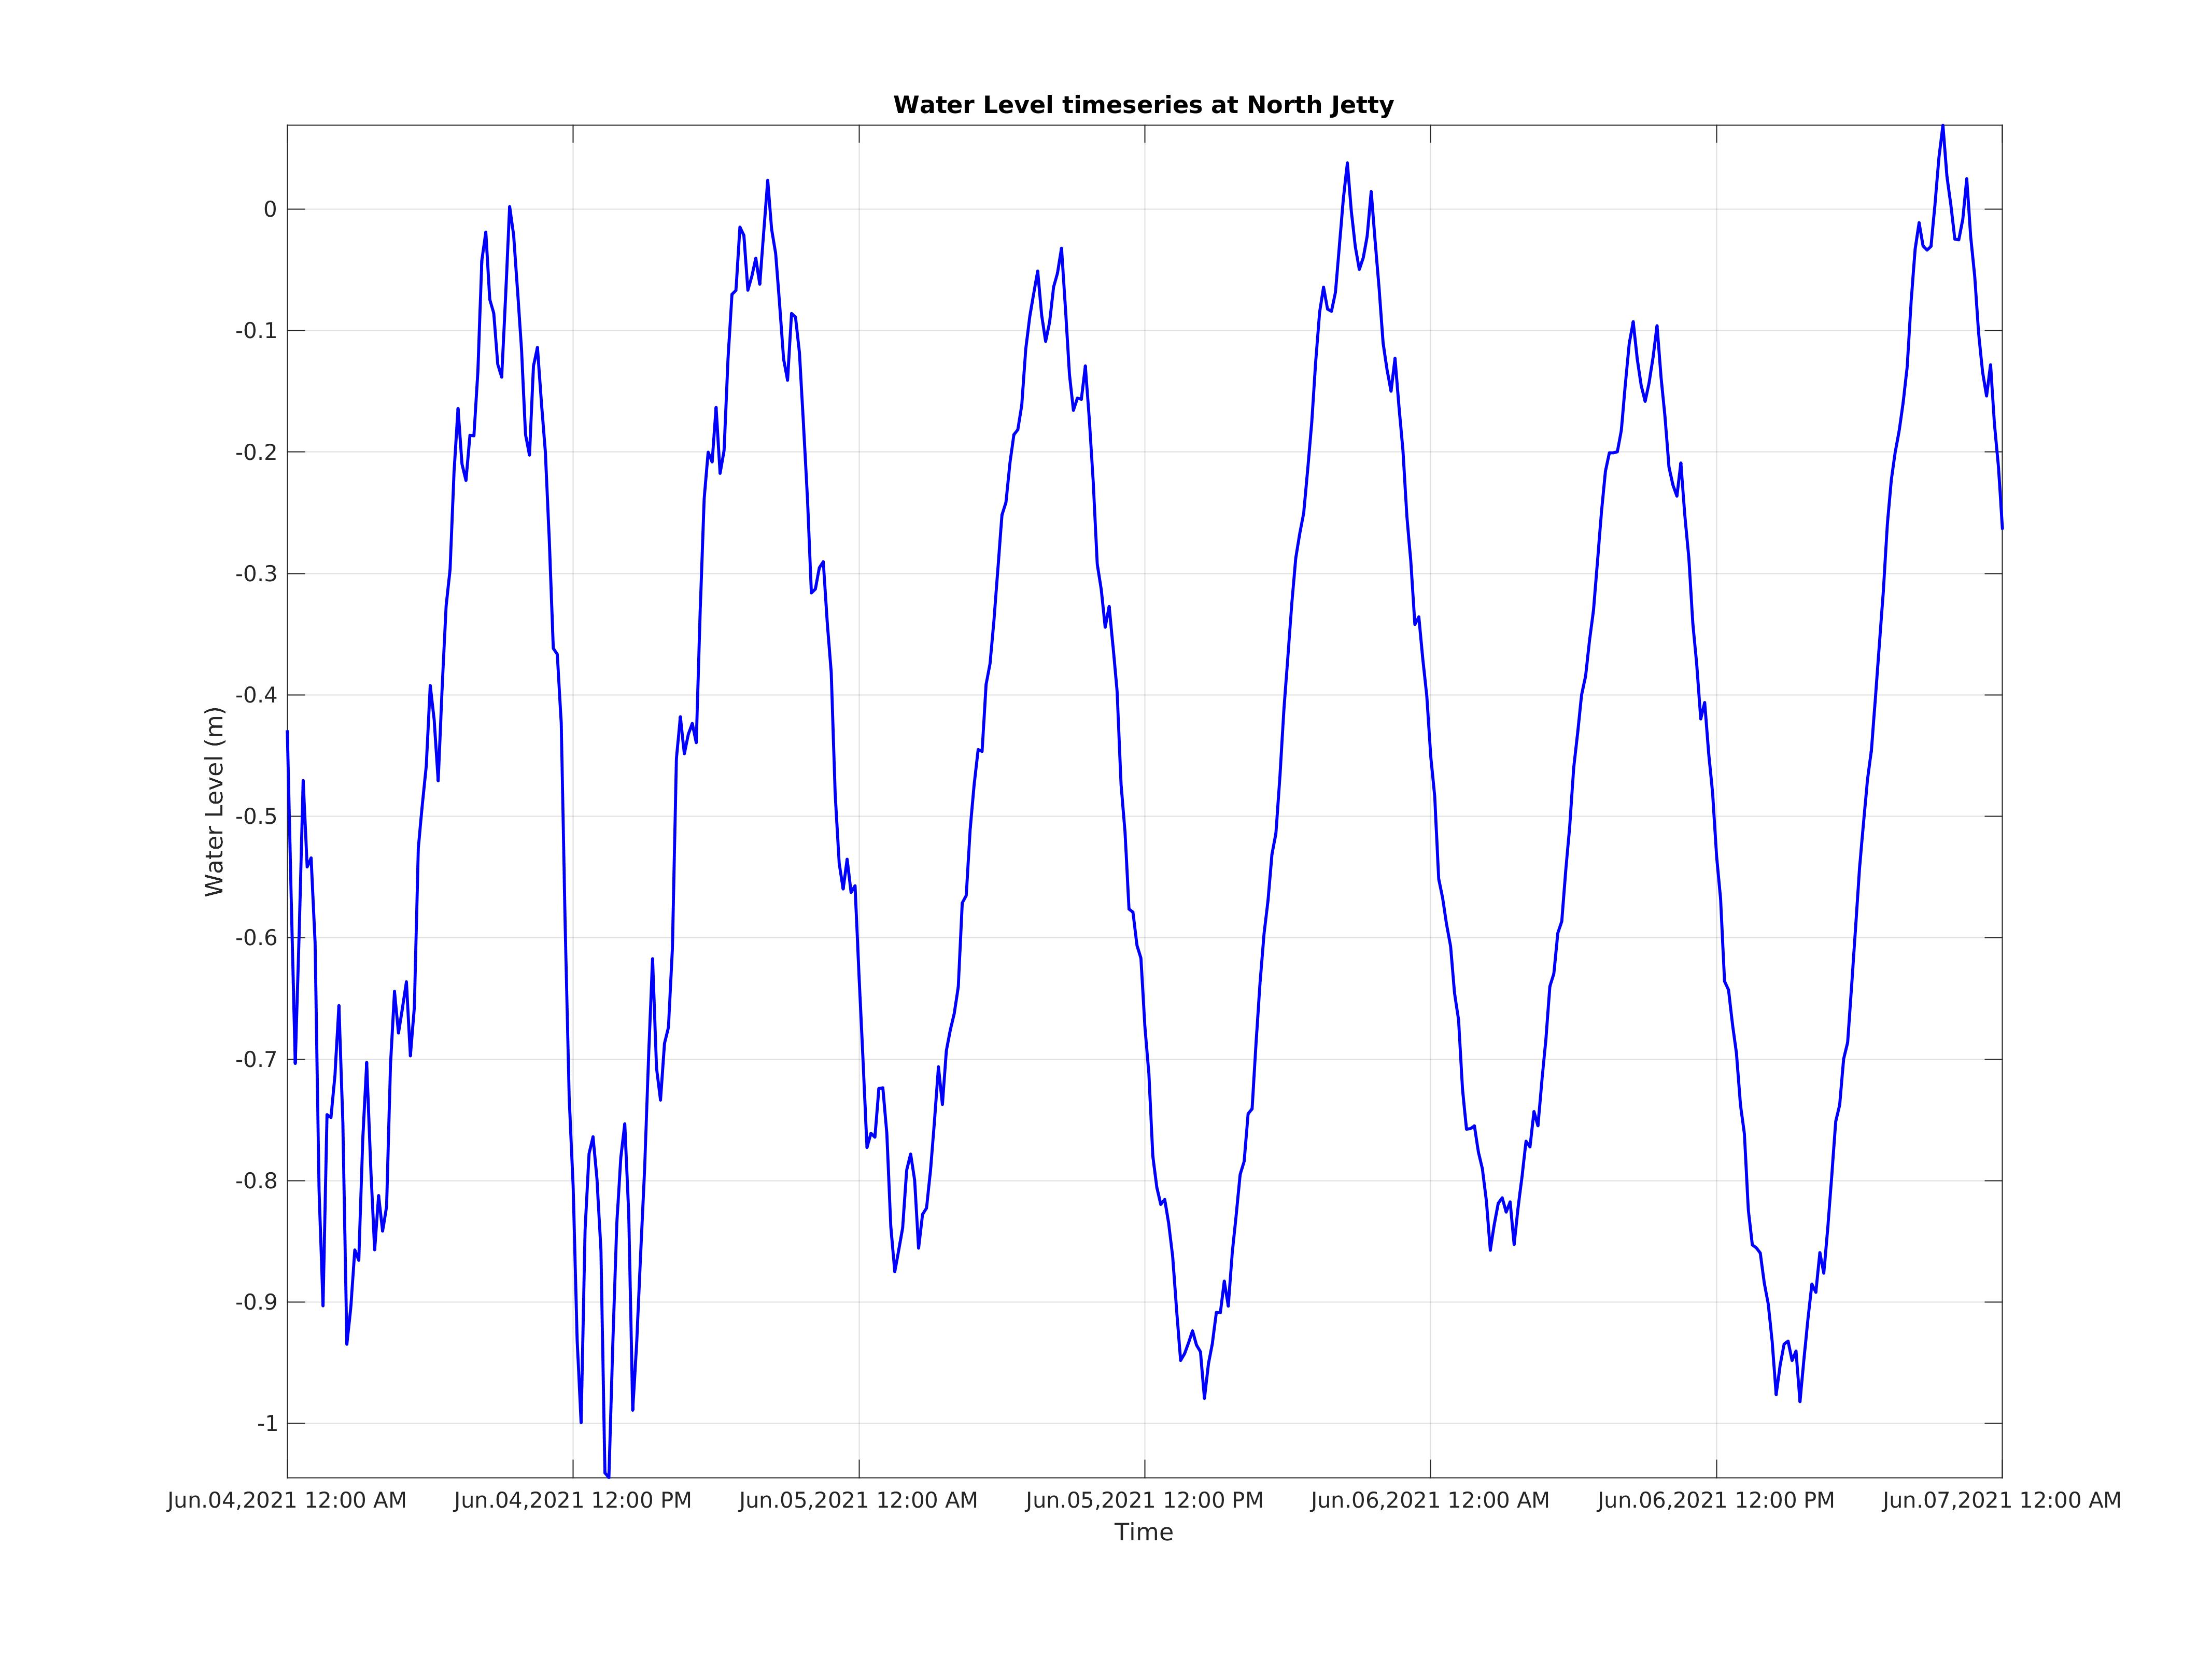 Water Level timeseries at North Jetty
0
-0.1
-0.2
-0.3
-0.4
-0.5
-0.6
-0.7
-0.8
-0.9
-1
Water Level (m)
Jun.04,2021 12:00 AM Jun.04,2021 12:00 PM Jun.05,2021 12:00 AM Jun.05,2021 12:00 PM Jun.06,2021 12:00 AM Jun.06,2021 12:00 PM Jun.07,2021 12:00 AM
Time